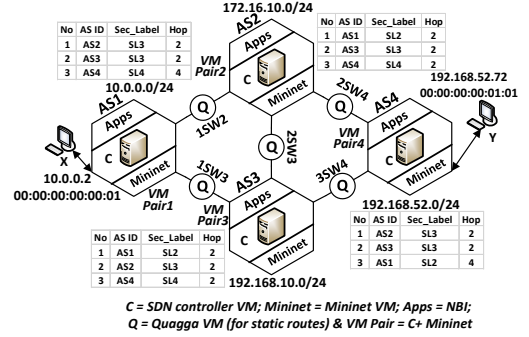 172.16.10.0/24
AS2
Apps
C
Mininet
VM
Pair2
No AS ID Sec_Label Hop
1 AS2 SL3 2
2 AS3 SL3 2
3 AS4 SL4 4
No AS ID Sec_Label Hop
1 AS1 SL2 2
2 AS3 SL3 2
3 AS4 SL4 2
10.0.0.0/24
AS1
Apps
C
Mininet
VM
Pair1
X
10.0.0.2
00:00:00:00:00:01
Q
1SW2
Q
2SW4
Q
2SW3
Q
1SW3
Q
3SW4
192.168.52.72
00:00:00:00:01:01
Y
AS4
Apps
C
Mininet
VM
Pair4
192.168.52.0/24
AS3
Apps
C
Mininet
VM
Pair3
192.168.10.0/24
No AS ID Sec_Label Hop
1 AS1 SL2 2
2 AS2 SL3 2
3 AS4 SL4 2
No AS ID Sec_Label Hop
1 AS2 SL3 2
2 AS3 SL3 2
3 AS1 SL2 4
C = SDN controller VM; Mininet = Mininet VM; Apps = NBI;
Q = Quagga VM (for static routes) & VM Pair = C+ Mininet